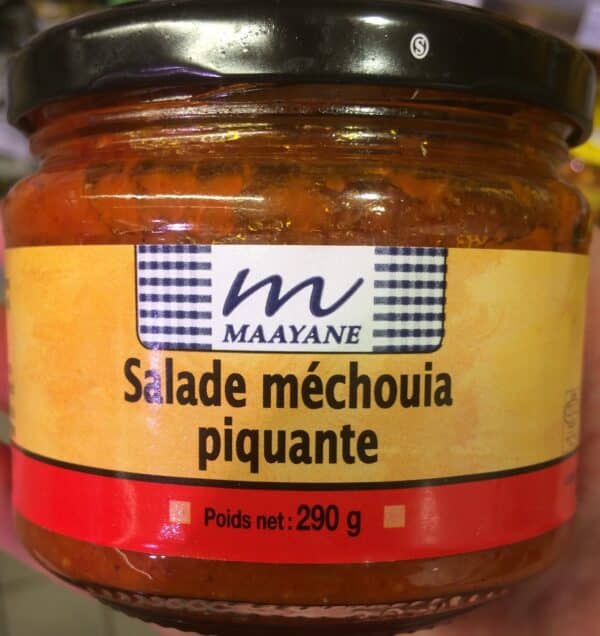 S
m
MAAYANE
Salade méchouia
piquante
Poids net : 290 g